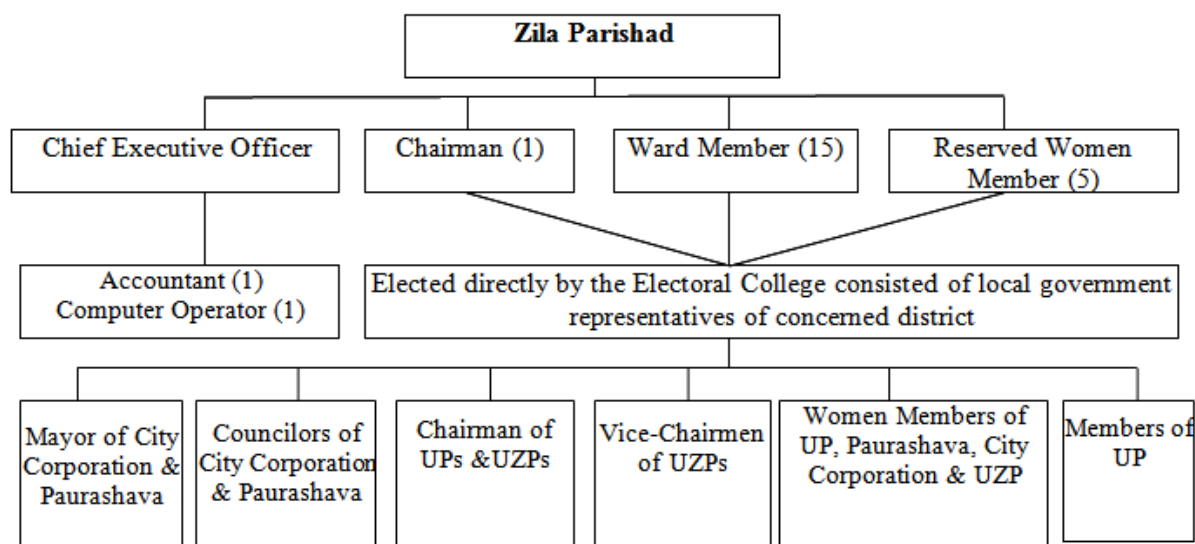 Zila Parishad
Chief Executive Officer
Chairman (1)
Ward Member (15)
Reserved Women
Member (5)
Accountant (1)
Computer Operator (1)
Elected directly by the Electoral College consisted of local government
representatives of concerned district
Mayor of City
Corporation &
Paurashava
Councilors of
City Corporation
& Paurashava
Chairman of
UPs &UZPs
Vice-Chairmen
of UZPs
Women Members of
UP, Paurashava, City
Corporation & UZP
Members of
UP